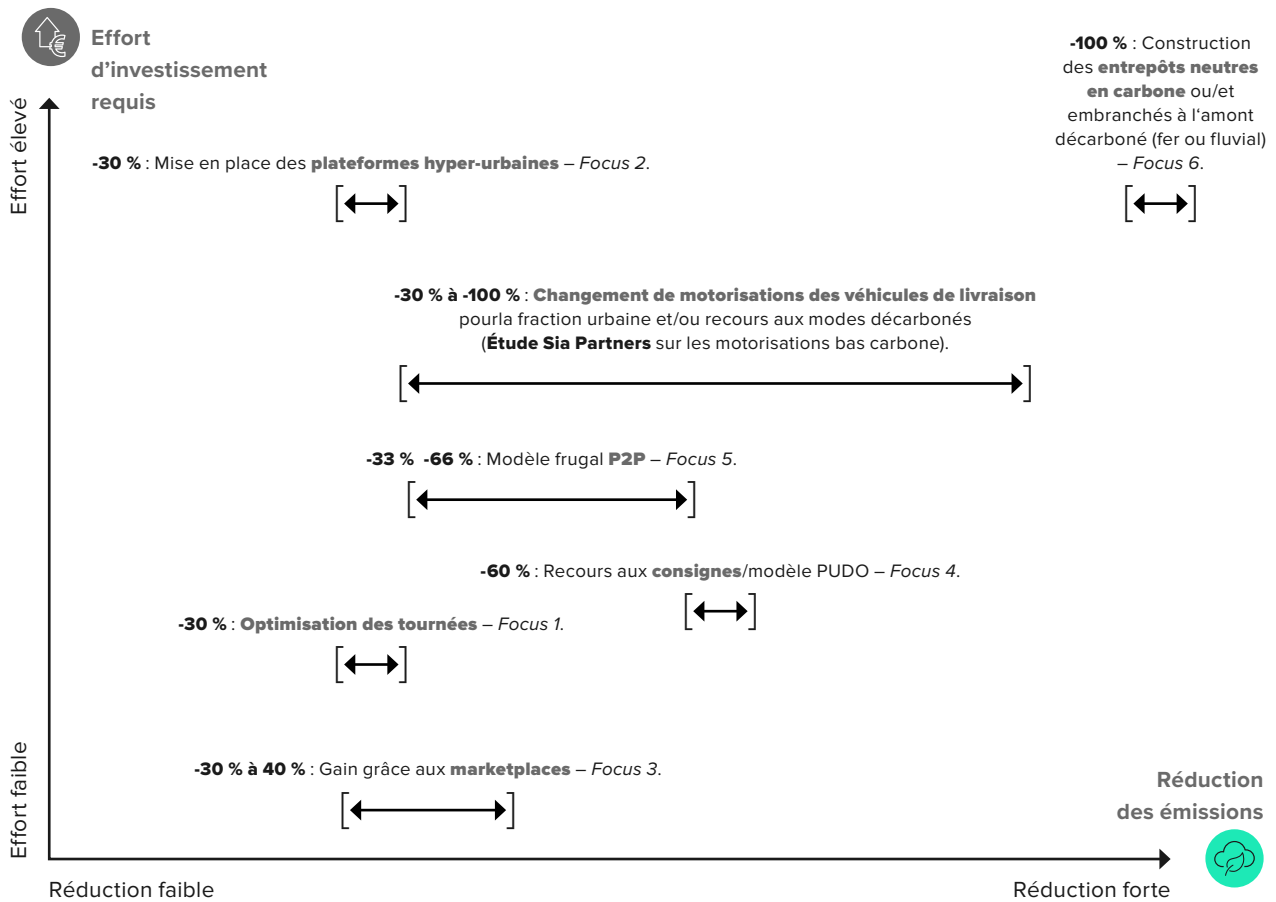 Effort
d’investissement
requis
Effort élevé
-100 % : Construction
des entrepôts neutres
en carbone ou/et
embranchés à l‘amont
décarboné (fer ou fluvial)
– Focus 6.
-30 % : Mise en place des plateformes hyper-urbaines – Focus 2.
-30 % à -100 % : Changement de motorisations des véhicules de livraison
pourla fraction urbaine et/ou recours aux modes décarbonés
(Étude Sia Partners sur les motorisations bas carbone).
-33 % -66 % : Modèle frugal P2P – Focus 5.
-60 % : Recours aux consignes/modèle PUDO – Focus 4.
-30 % : Optimisation des tournées – Focus 1.
-30 % à 40 % : Gain grâce aux marketplaces – Focus 3.
Effort faible
Réduction
des émissions
Réduction faible
Réduction forte